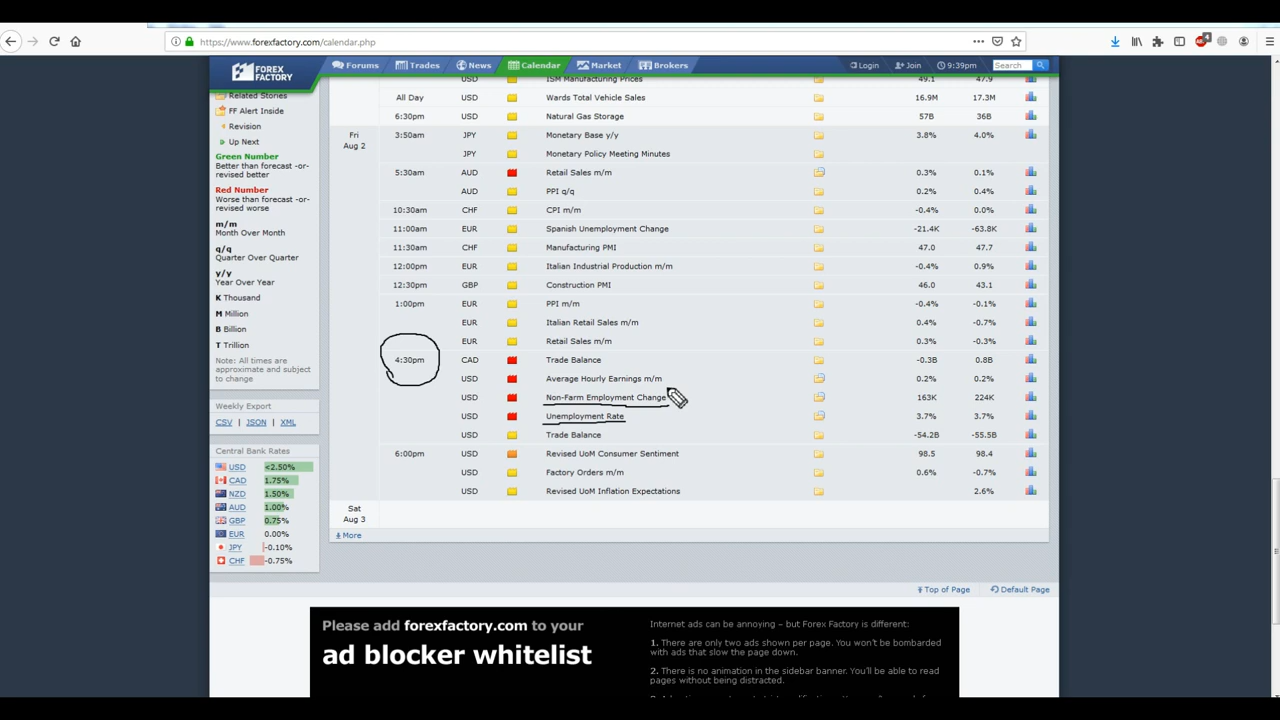 https://www.forexfactory.com/calendar.php
4
FOREX FACTORY
Forums Trades News Calendar Market Brokers Login Join 9:39pm Search
Related Stories
FF Alert Inside
Revision
Up Next
Green Number
Better than forecast -or-
revised better
Red Number
Worse than forecast -or-
revised worse
m/m
Month Over Month
q/q
Quarter Over Quarter
y/y
Year Over Year
K Thousand
M Million
B Billion
T Trillion
Note: All times are
approximate and subject
to change
Weekly Export
CSV | JSON | XML
Central Bank Rates
USD <2.50%
CAD 1.75%
NZD 1.50%
AUD 1.00%
GBP 0.75%
EUR 0.00%
JPY -0.10%
CHF -0.75%
USD ISM Manufacturing Prices 49.1 47.9
All Day USD Wards Total Vehicle Sales 16.9M 17.3M
6:30pm USD Natural Gas Storage 57B 36B
Fri
Aug 2
3:50am JPY Monetary Base y/y 3.8% 4.0%
JPY Monetary Policy Meeting Minutes
5:30am AUD Retail Sales m/m 0.3% 0.1%
AUD PPI q/q 0.2% 0.4%
10:30am CHF CPI m/m -0.4% 0.0%
11:00am EUR Spanish Unemployment Change -21.4K -63.8K
11:30am CHF Manufacturing PMI 47.0 47.7
12:00pm EUR Italian Industrial Production m/m -0.4% 0.9%
12:30pm GBP Construction PMI 46.0 43.1
1:00pm EUR PPI m/m -0.4% -0.1%
EUR Italian Retail Sales m/m 0.4% -0.7%
EUR Retail Sales m/m 0.3% -0.3%
4:30pm CAD Trade Balance -0.3B 0.8B
USD Average Hourly Earnings m/m 0.2% 0.2%
USD Non-Farm Employment Change 163K 224K
USD Unemployment Rate 3.7% 3.7%
USD Trade Balance -54.2B -55.5B
6:00pm USD Revised UoM Consumer Sentiment 98.5 98.4
USD Factory Orders m/m 0.6% -0.7%
USD Revised UoM Inflation Expectations 2.6%
Sat
Aug 3
More
Top of Page Default Page
Please add forexfactory.com to your
ad blocker whitelist
Internet ads can be annoying – but Forex Factory is different:
1. There are only two ads shown per page. You won't be bombarded
with ads that slow the page down.
2. There is no animation in the sidebar banner. You'll be able to read
pages without being distracted.